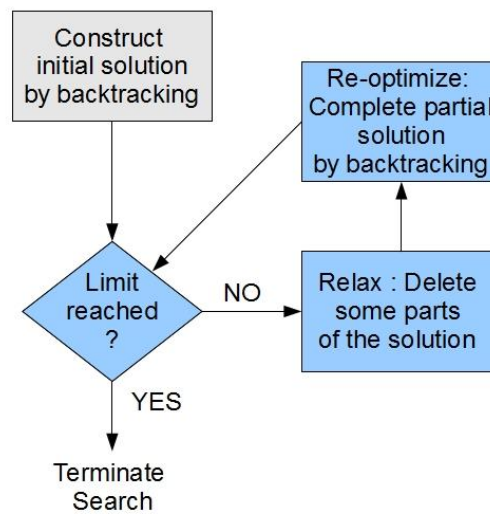 Construct
initial solution
by backtracking
Re-optimize:
Complete partial
solution
by backtracking
Limit
reached
?
NO
Relax : Delete
some parts
of the solution
YES
Terminate
Search